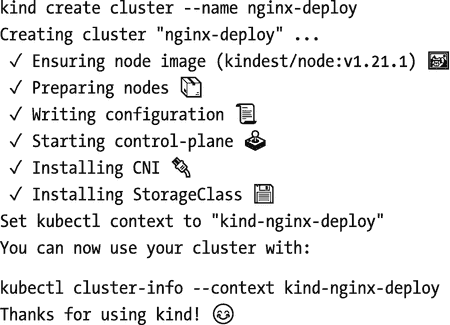 kind create cluster --name nginx-deploy
Creating cluster "nginx-deploy" ...
✓ Ensuring node image (kindest/node:v1.21.1) 🖼
✓ Preparing nodes 📦
✓ Writing configuration 📜
✓ Starting control-plane 🕹
✓ Installing CNI 🔌
✓ Installing StorageClass 💾
Set kubectl context to "kind-nginx-deploy"
You can now use your cluster with:
kubectl cluster-info --context kind-nginx-deploy
Thanks for using kind! 😊